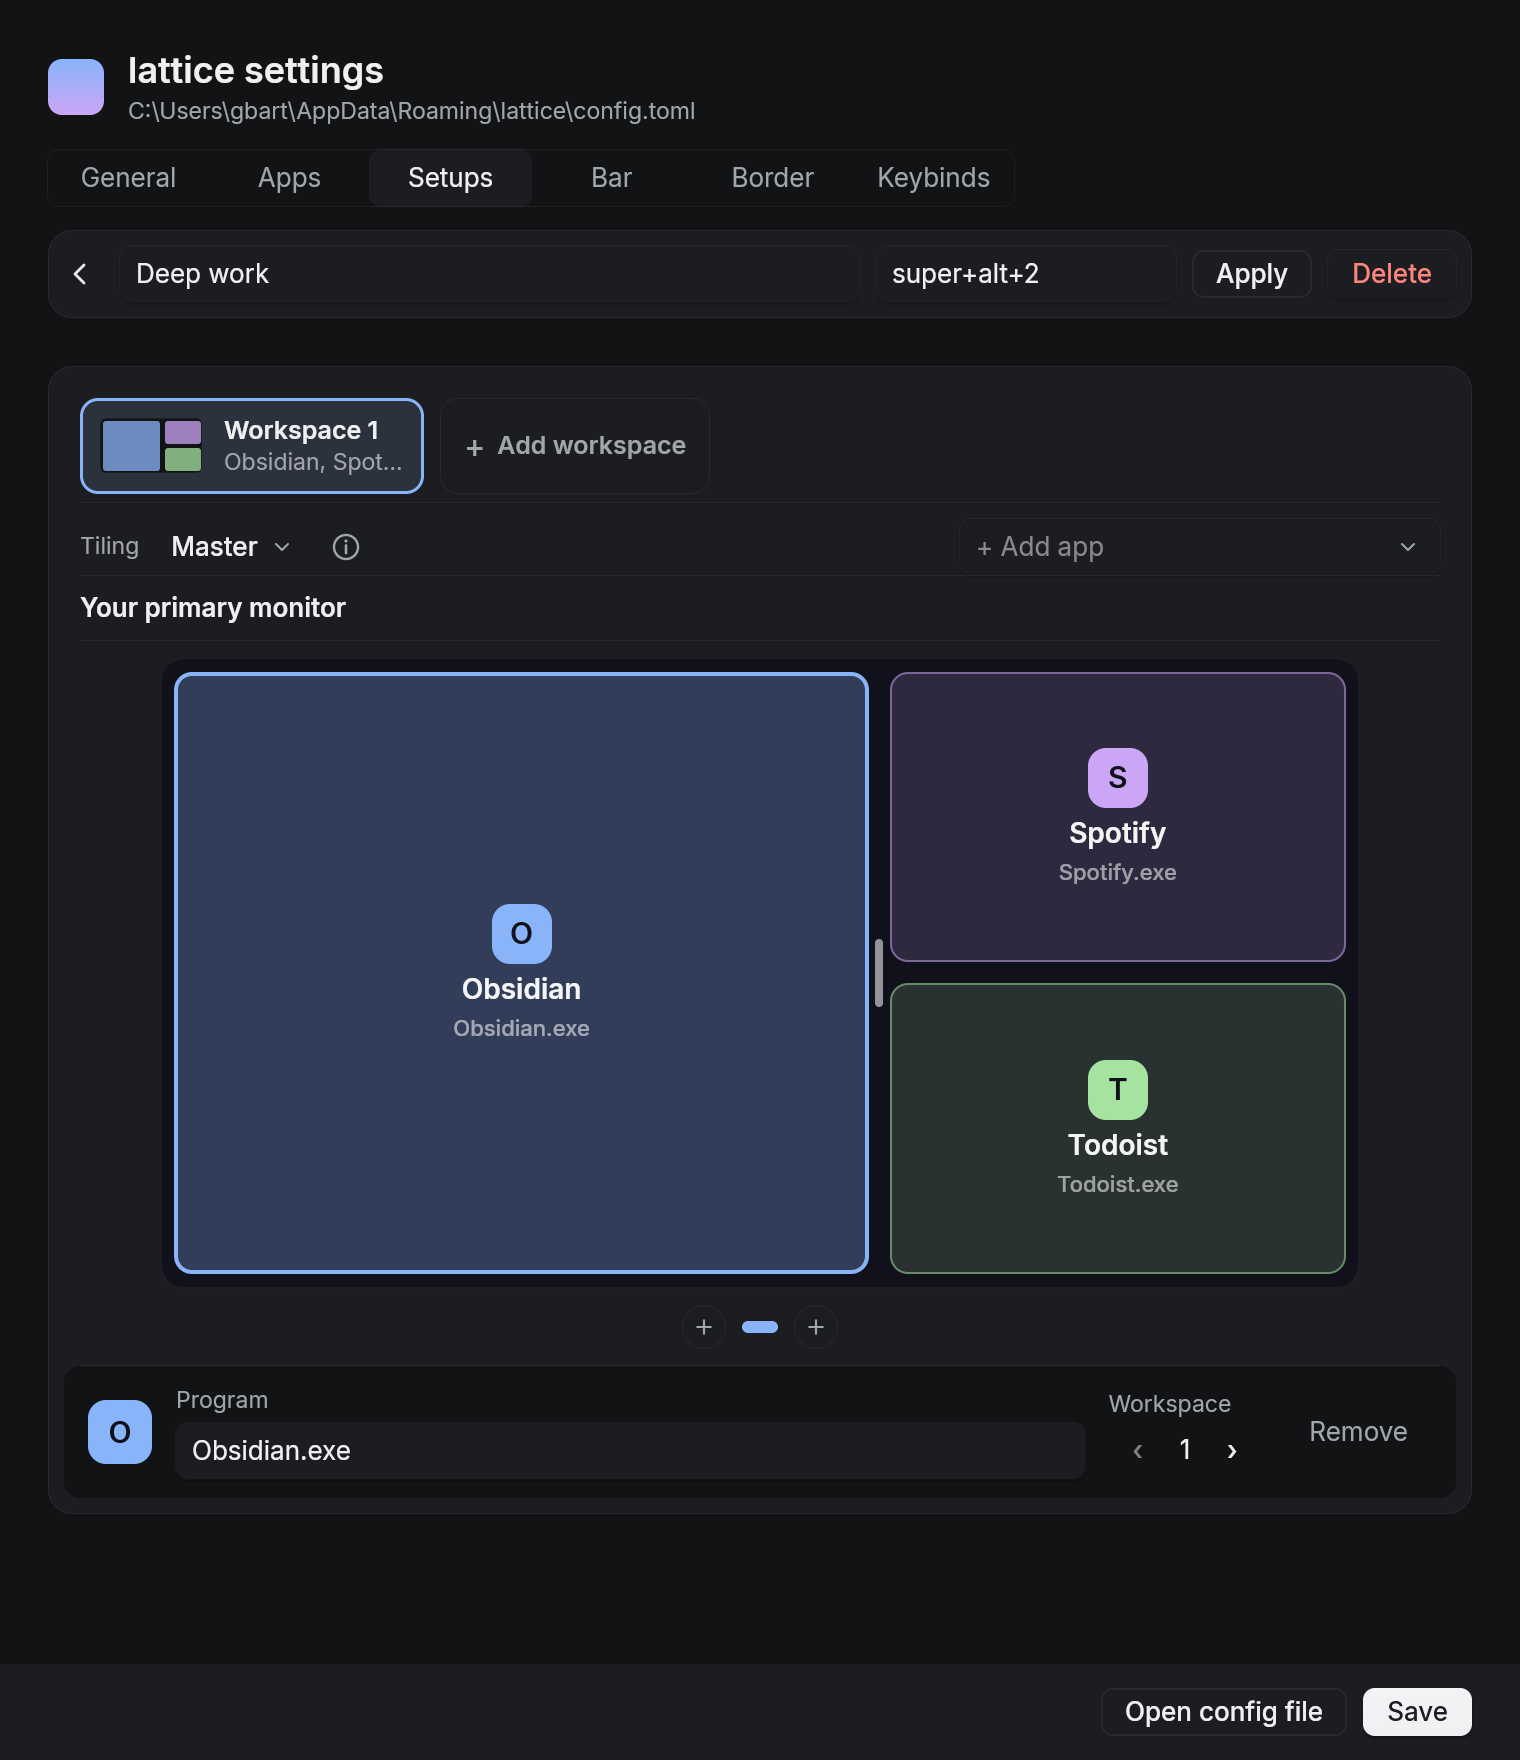 lattice settings
C:\Users\gbart\AppData\Roaming\lattice\config.toml
General Apps Setups Bar Border Keybinds
Deep work super+alt+2 Apply Delete
Workspace 1
Obsidian, Spot...
+ Add workspace
Tiling Master + Add app
Your primary monitor
O
Obsidian
Obsidian.exe
S
Spotify
Spotify.exe
T
Todoist
Todoist.exe
+ +
O
Program
Obsidian.exe
Workspace
‹ 1 ›
Remove
Open config file Save